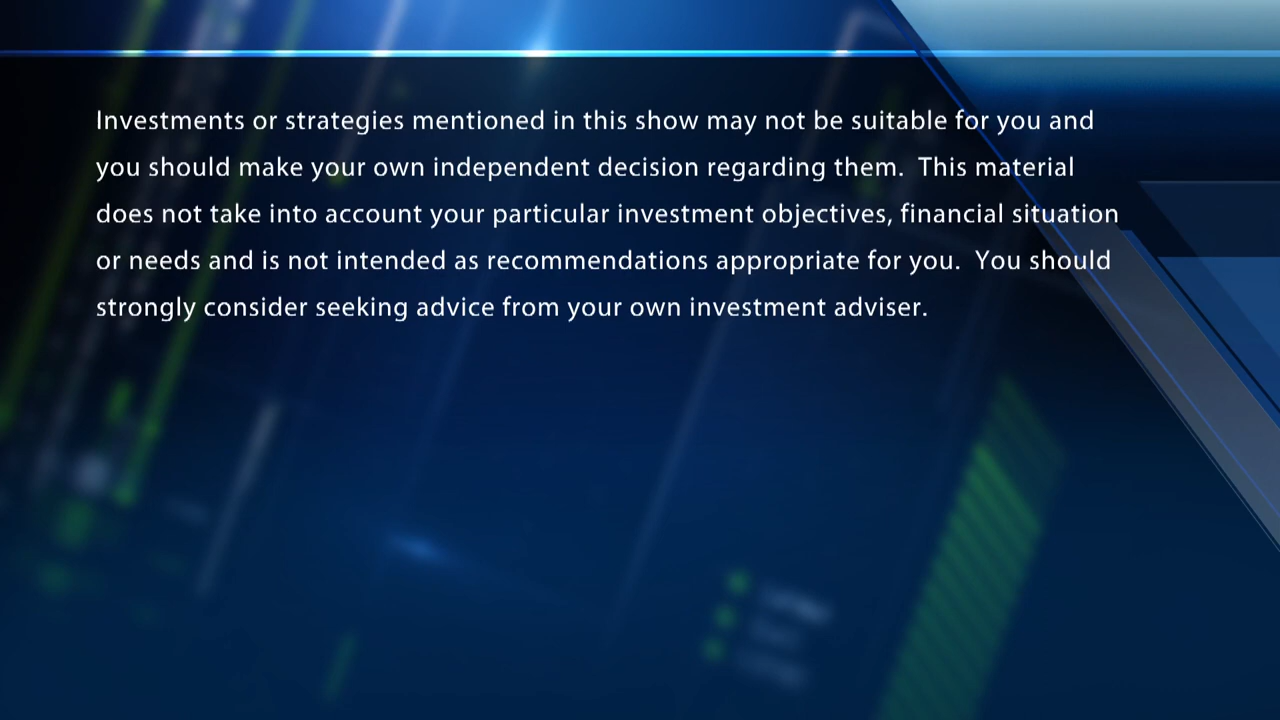 Investments or strategies mentioned in this show may not be suitable for you and
you should make your own independent decision regarding them.  This material
does not take into account your particular investment objectives, financial situation
or needs and is not intended as recommendations appropriate for you.  You should
strongly consider seeking advice from your own investment adviser.